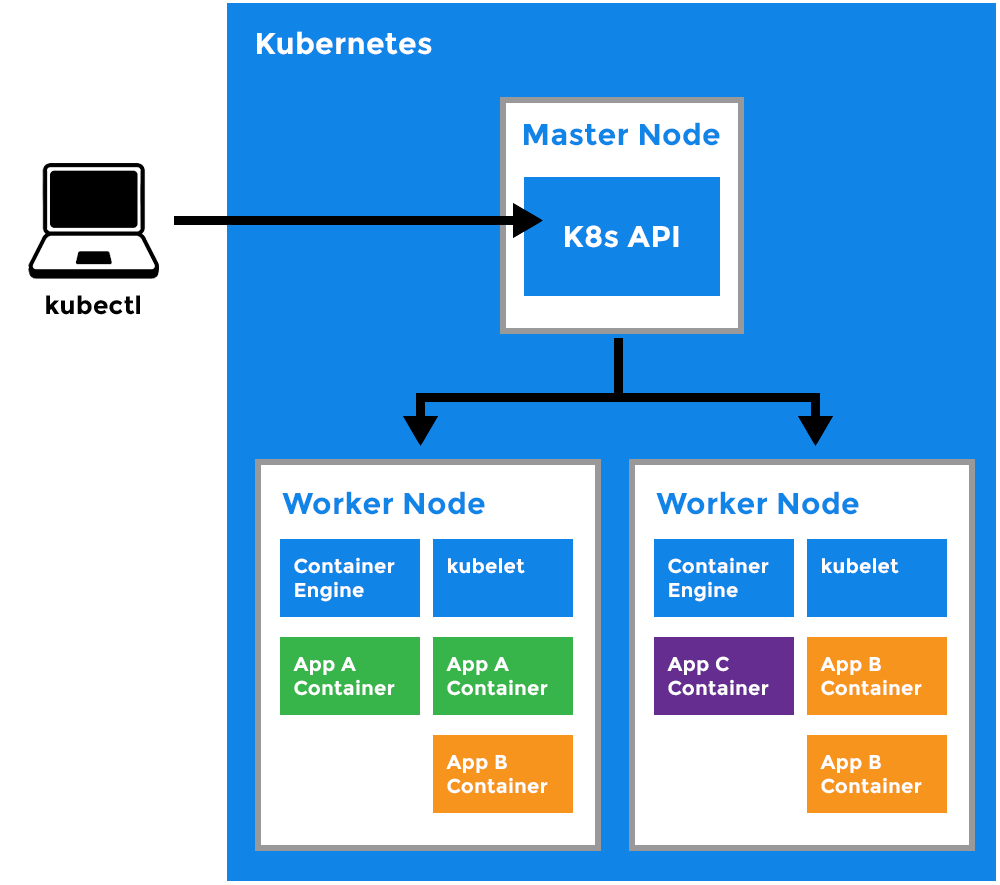 Kubernetes
Master Node
K8s API
kubectl
Worker Node
Container
Engine
kubelet
App A
Container
App A
Container
App B
Container
Worker Node
Container
Engine
kubelet
App C
Container
App B
Container
App B
Container